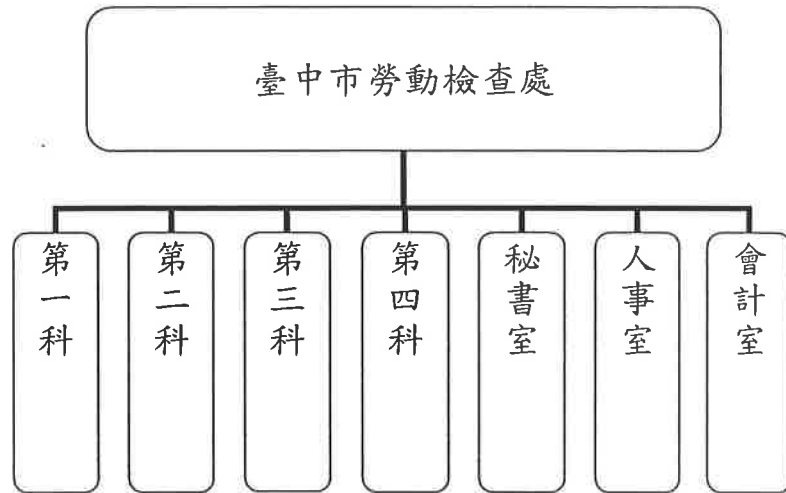 臺中市勞動檢查處
第一科
第二科
第三科
第四科
秘書室
人事室
會計室